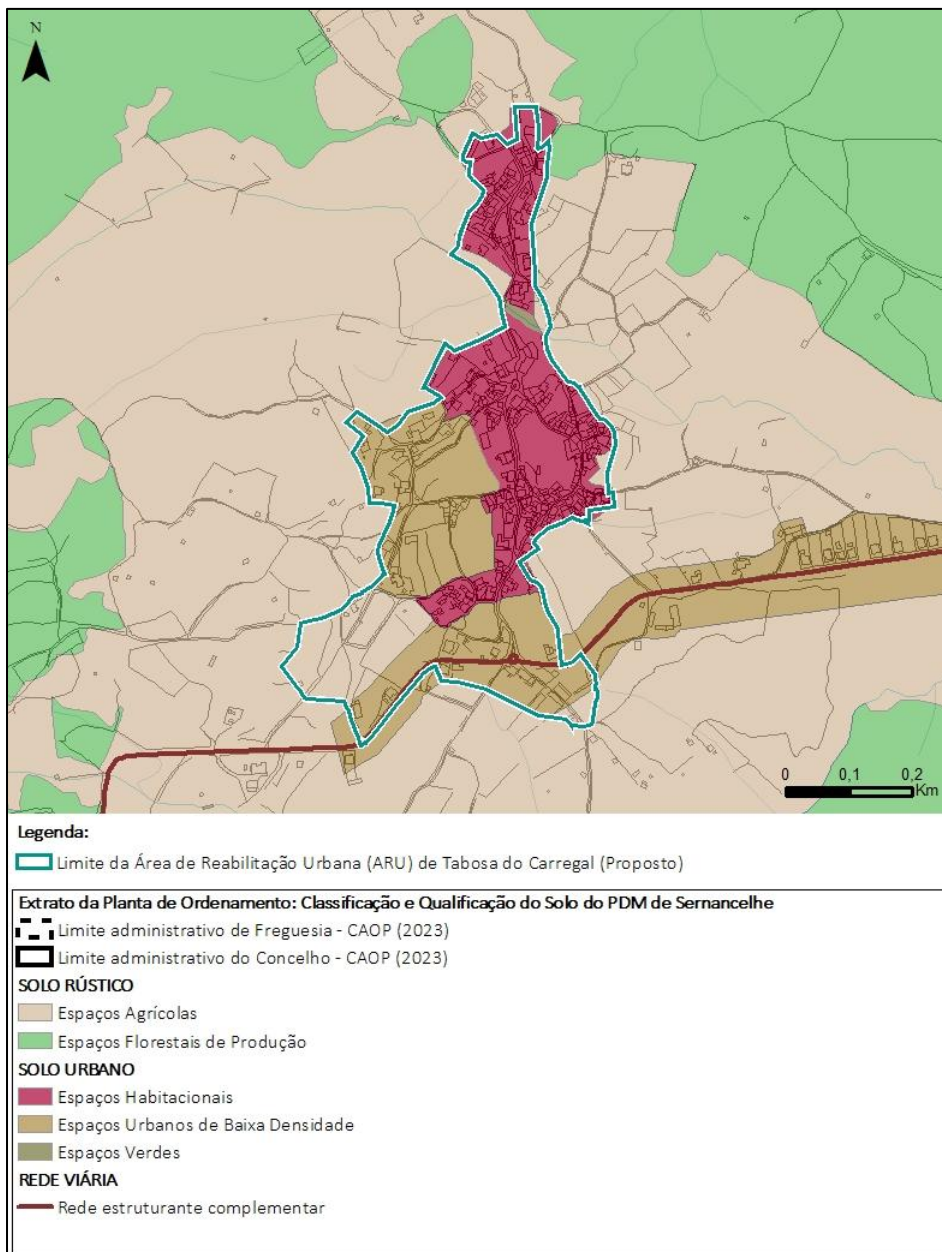 N
0 0,1 0,2
Km
Legenda:
Limite da Área de Reabilitação Urbana (ARU) de Tabosa do Carregal (Proposto)
Extrato da Planta de Ordenamento: Classificação e Qualificação do Solo do PDM de Sernancelhe
Limite administrativo de Freguesia - CAOP (2023)
Limite administrativo do Concelho - CAOP (2023)
SOLO RÚSTICO
Espaços Agrícolas
Espaços Florestais de Produção
SOLO URBANO
Espaços Habitacionais
Espaços Urbanos de Baixa Densidade
Espaços Verdes
REDE VIÁRIA
Rede estruturante complementar